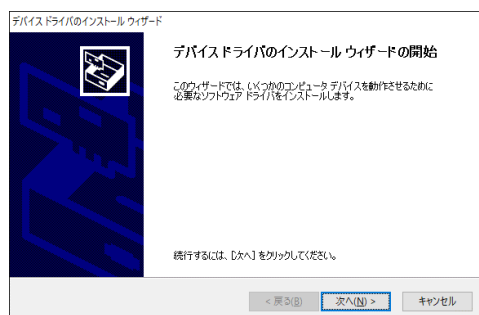 デバイス ドライバのインストール ウィザード
デバイス ドライバのインストール ウィザードの開始
このウィザードでは、いくつかのコンピュータ デバイスを動作させるために
必要なソフトウェア ドライバをインストールします。
続行するには、[次へ] をクリックしてください。
< 戻る(B)
次へ(N) >
キャンセル